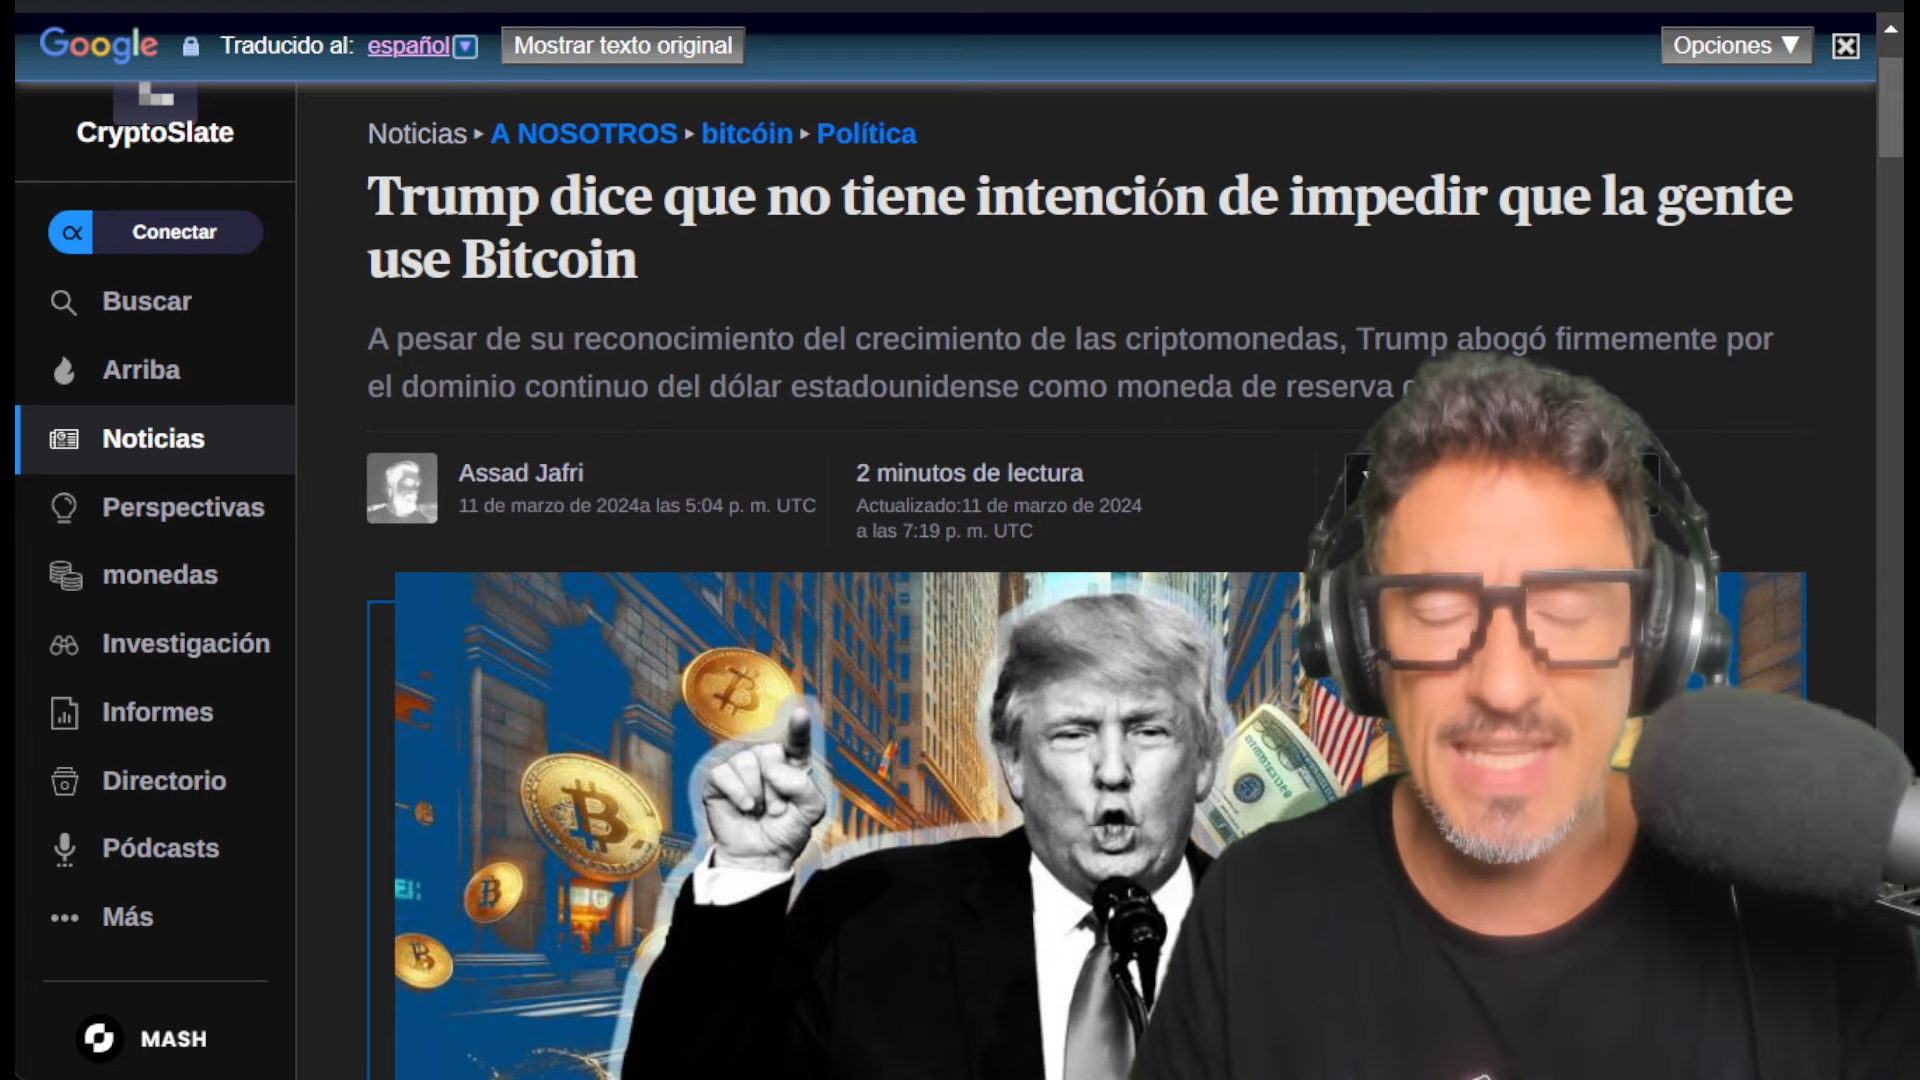 Google Traducido al: español Mostrar texto original Opciones ▼
CryptoSlate
Conectar
Buscar
Arriba
Noticias
Perspectivas
monedas
Investigación
Informes
Directorio
Pódcasts
Más
MASH
Noticias ▸ A NOSOTROS ▸ bitcóin ▸ Política
Trump dice que no tiene intención de impedir que la gente
use Bitcoin
A pesar de su reconocimiento del crecimiento de las criptomonedas, Trump abogó firmemente por
el dominio continuo del dólar estadounidense como moneda de reserva
Assad Jafri
11 de marzo de 2024a las 5:04 p. m. UTC
2 minutos de lectura
Actualizado:11 de marzo de 2024
a las 7:19 p. m. UTC